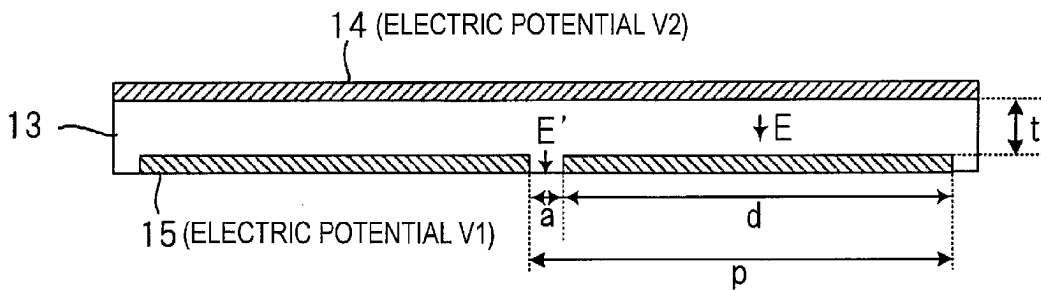 14 (ELECTRIC POTENTIAL V2)
13
E'
E
t
a
d
15 (ELECTRIC POTENTIAL V1)
p